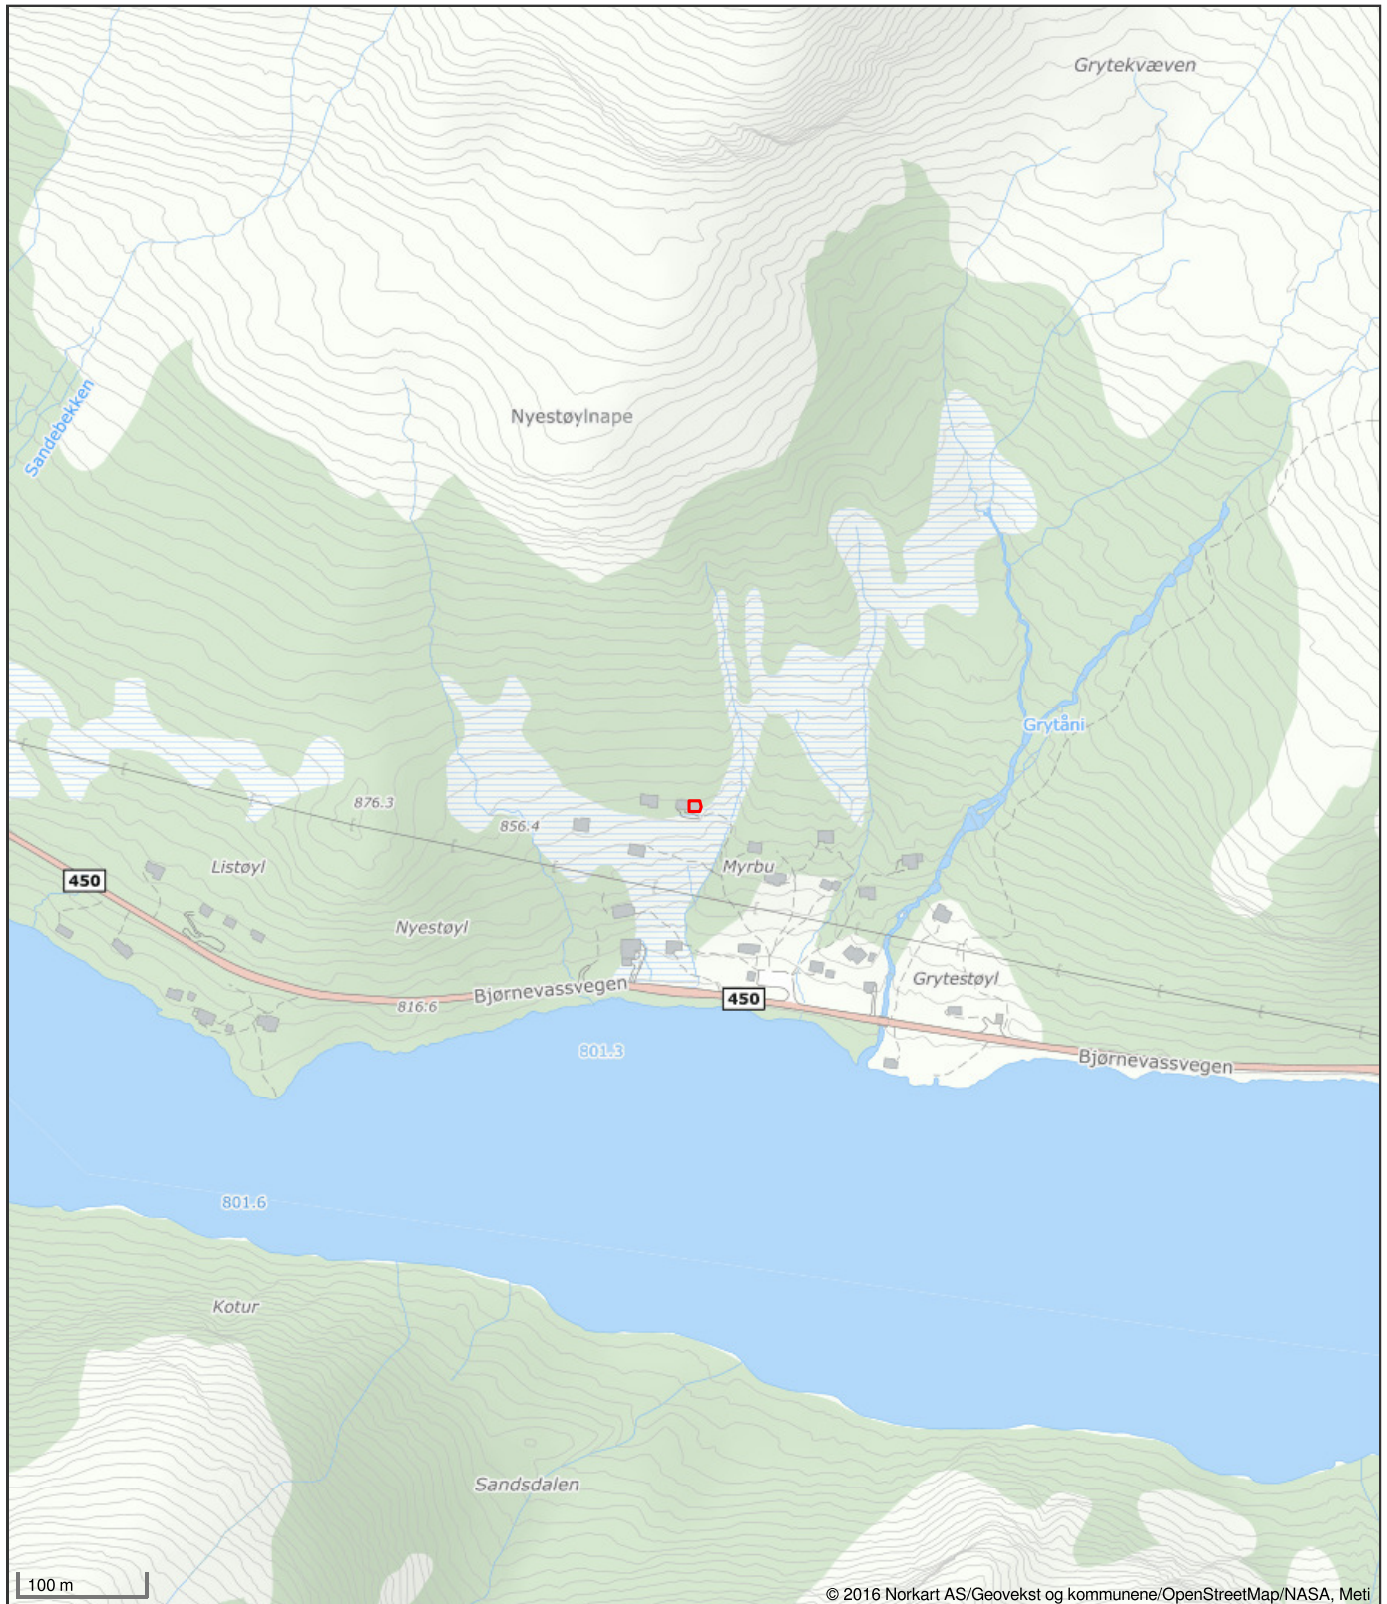 Grytekvæven
Sandebekken
Nyestøylnape
Grytåni
876.3
856.4
Listøyl
Myrbu
450
Nyestøyl
Grytestøyl
Bjørnevassvegen
450
816.6
801.3
Bjørnevassvegen
801.6
Kotur
Sandsdalen
100 m
© 2016 Norkart AS/Geovekst og kommunene/OpenStreetMap/NASA, Meti